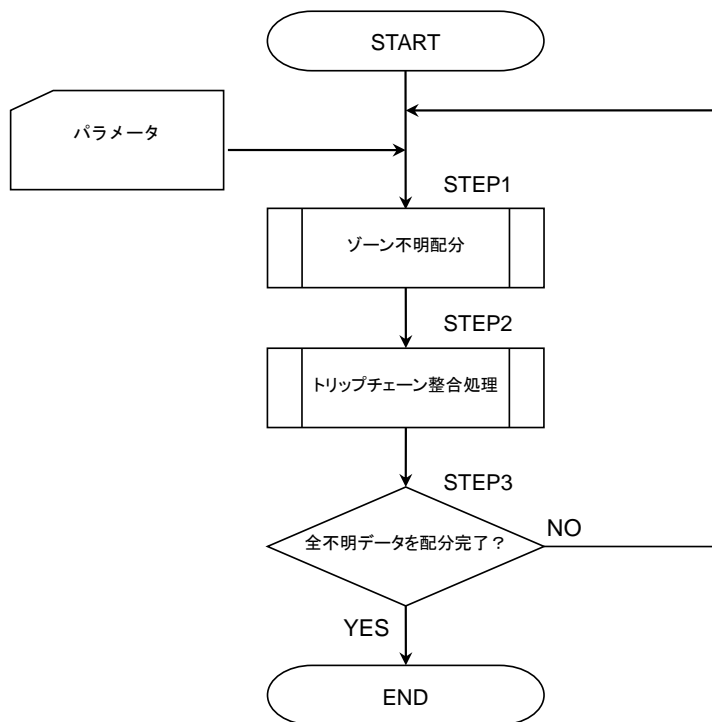 START
パラメータ
STEP1
ゾーン不明配分
STEP2
トリップチェーン整合処理
STEP3
全不明データを配分完了？
NO
YES
END